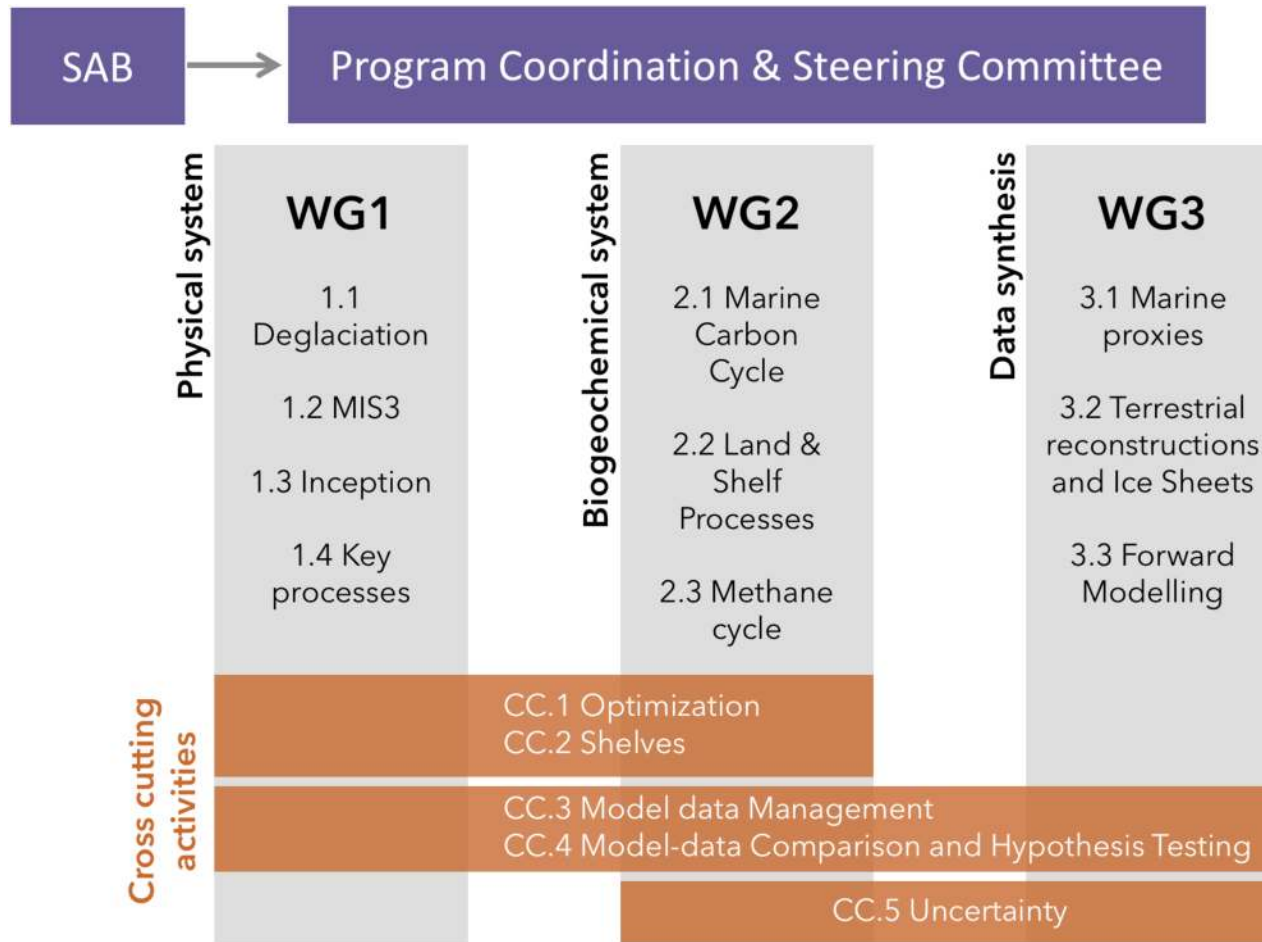 SAB
Program Coordination & Steering Committee
Physical system
WG1
1.1
Deglaciation
1.2 MIS3
1.3 Inception
1.4 Key
processes
Biogeochemical system
WG2
2.1 Marine
Carbon
Cycle
2.2 Land &
Shelf
Processes
2.3 Methane
cycle
Data synthesis
WG3
3.1 Marine
proxies
3.2 Terrestrial
reconstructions
and Ice Sheets
3.3 Forward
Modelling
Cross cutting
activities
CC.1 Optimization
CC.2 Shelves
CC.3 Model data Management
CC.4 Model-data Comparison and Hypothesis Testing
CC.5 Uncertainty